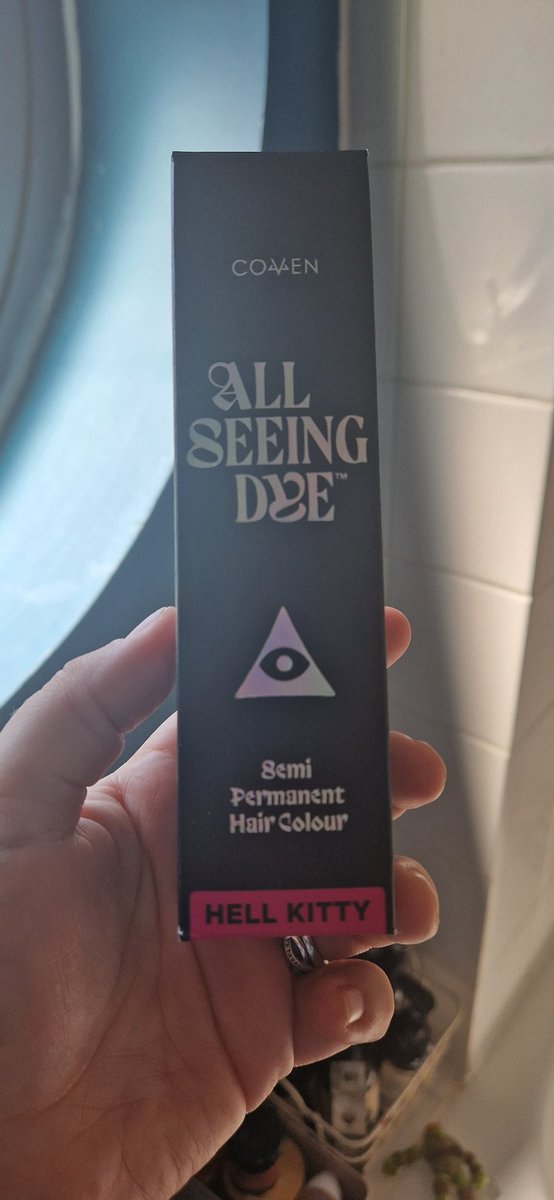 COVEN
ALL
SEEING
DYE™
Semi
Permanent
Hair Colour
HELL KITTY